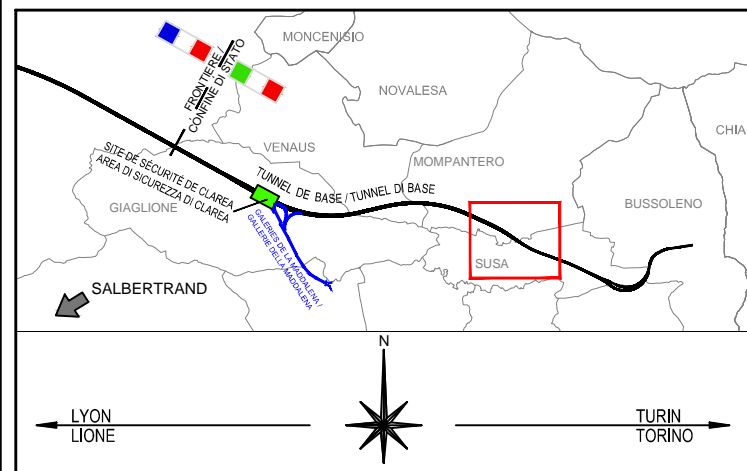 MONCENISIO
FRONTIERE /
CONFINE DI STATO
NOVALESA
CHIA
VENAUS
MOMPANTERO
SITE DE SÉCURITÉ DE CLAREA
AREA DI SICUREZZA DI CLAREA
TUNNEL DE BASE / TUNNEL DI BASE
GIAGLIONE
BUSSOLENO
GALERIES DE LA MADDALENA /
GALLERIE DELLA MADDALENA
SUSA
SALBERTRAND
N
LYON
LIONE
TURIN
TORINO